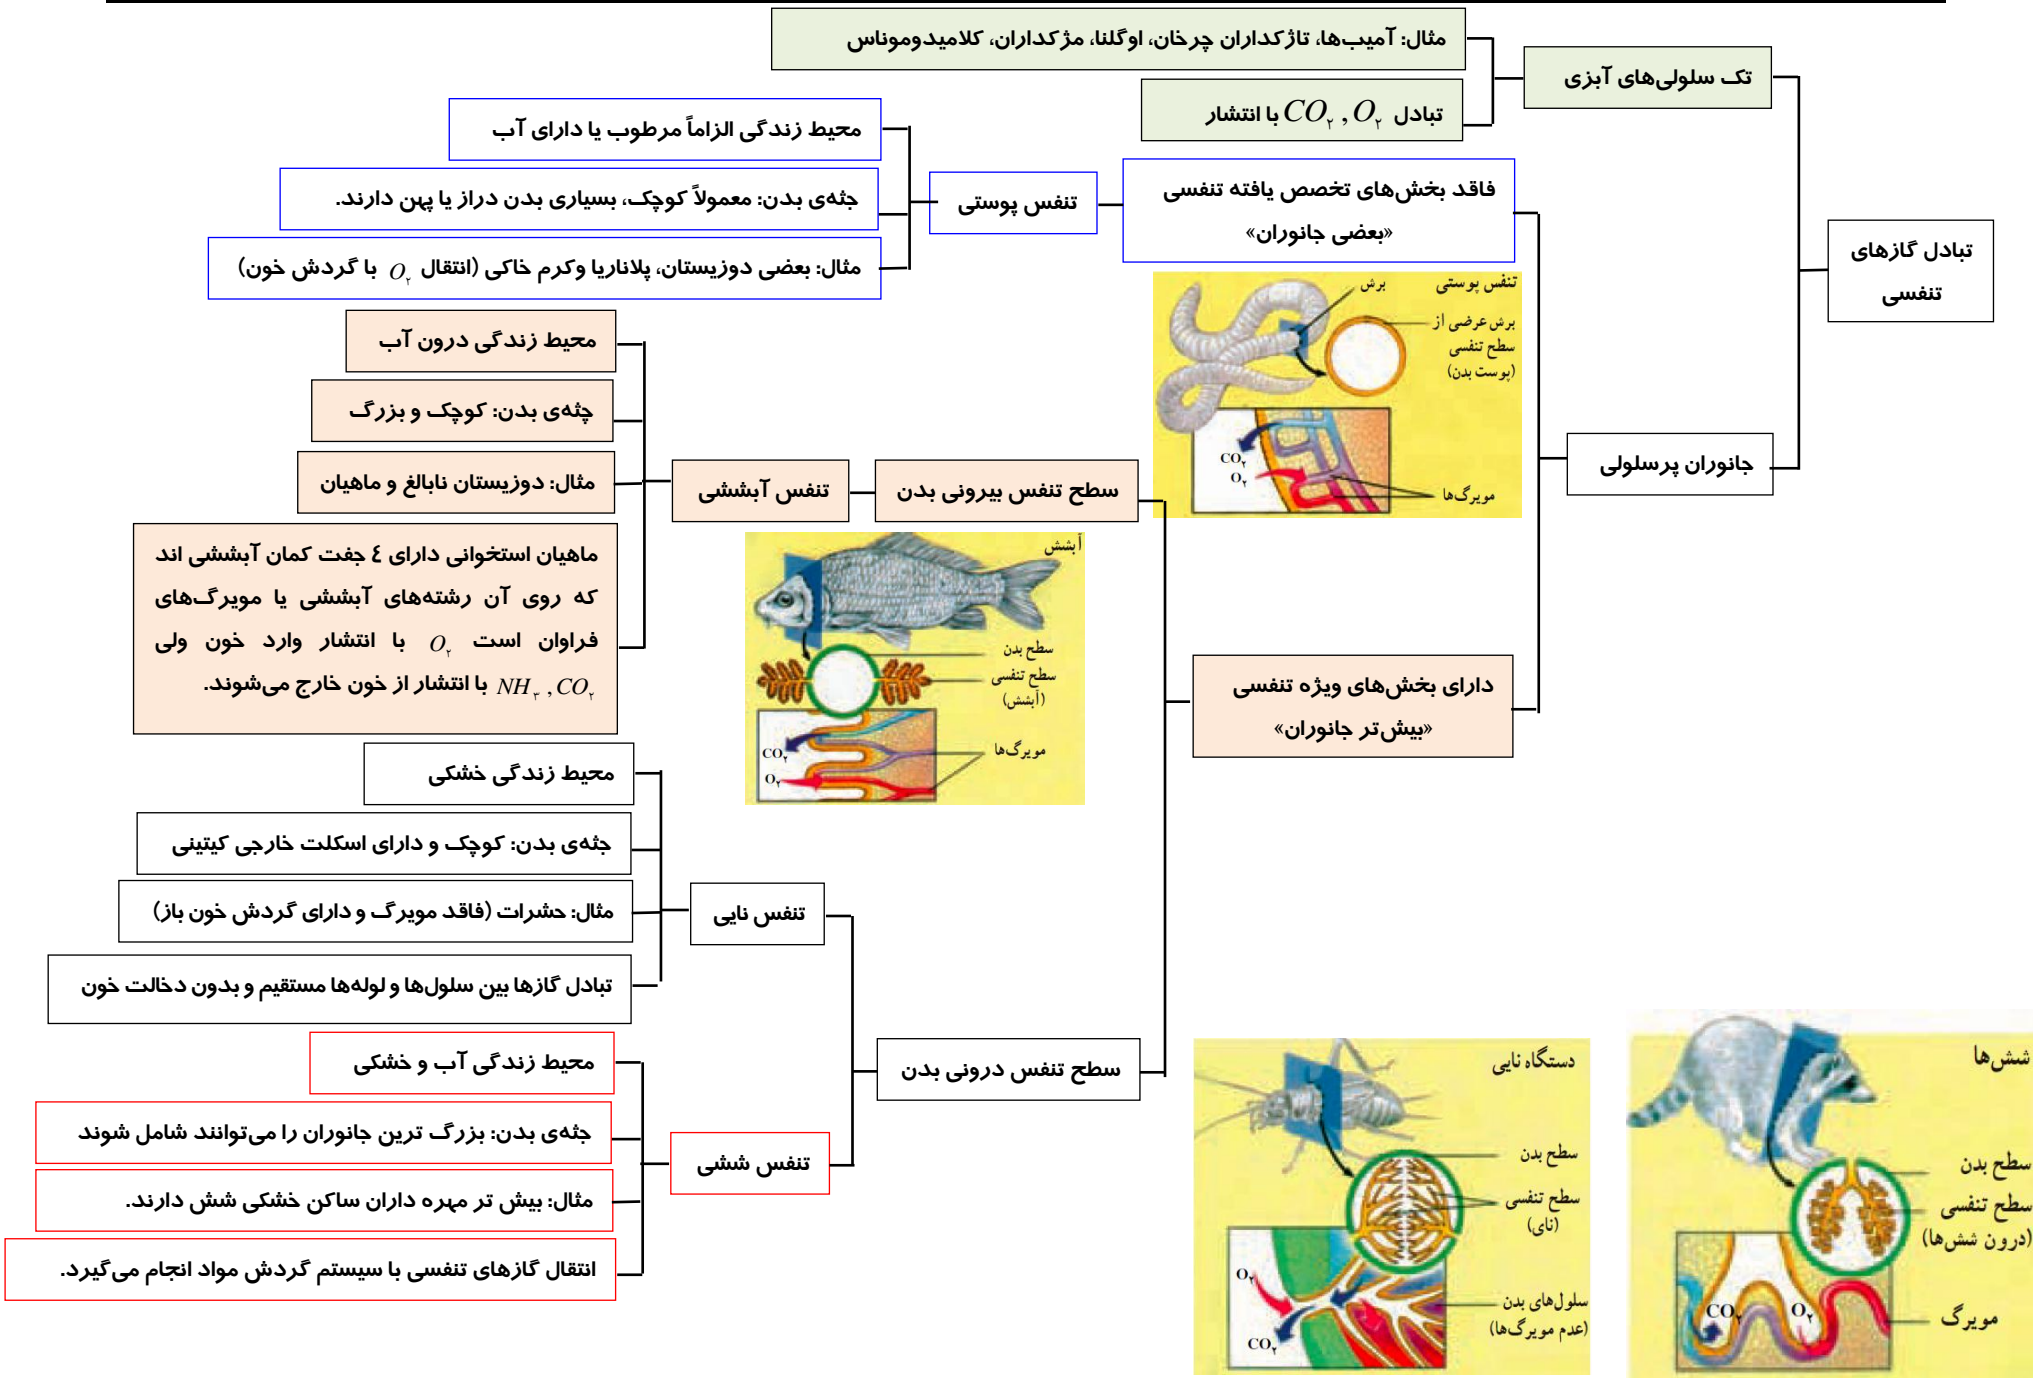 تبادل گازهای
تنفسی
تک سلولی‌های آبزی
مثال: آمیب‌ها، تاژکداران چرخان، اوگلنا، مژکداران، کلامیدوموناس
تبادل CO۲ , O۲ با انتشار
جانوران پرسلولی
فاقد بخش‌های تخصص یافته تنفسی
«بعضی جانوران»
تنفس پوستی
محیط زندگی الزاماً مرطوب یا دارای آب
جثه‌ی بدن: معمولاً کوچک، بسیاری بدن دراز یا پهن دارند.
مثال: بعضی دوزیستان، پلاناریا وکرم خاکی (انتقال O۲ با گردش خون)
تنفس پوستی
برش
برش عرضی از
سطح تنفسی
(پوست بدن)
CO۲
O۲
مویرگ‌ها
دارای بخش‌های ویژه تنفسی
«بیش‌تر جانوران»
سطح تنفس بیرونی بدن
تنفس آبششی
محیط زندگی درون آب
چثه‌ی بدن: کوچک و بزرگ
مثال: دوزیستان نابالغ و ماهیان
ماهیان استخوانی دارای ٤ جفت کمان آبششی اند
که روی آن رشته‌های آبششی یا مویرگ‌های
فراوان است O۲ با انتشار وارد خون ولی
NH۳ , CO۲ با انتشار از خون خارج می‌شوند.
آبشش
سطح بدن
سطح تنفسی
(آبشش)
CO۲
O۲
مویرگ‌ها
سطح تنفس درونی بدن
تنفس نایی
محیط زندگی خشکی
جثه‌ی بدن: کوچک و دارای اسکلت خارجی کیتینی
مثال: حشرات (فاقد مویرگ و دارای گردش خون باز)
تبادل گازها بین سلول‌ها و لوله‌ها مستقیم و بدون دخالت خون
تنفس ششی
محیط زندگی آب و خشکی
جثه‌ی بدن: بزرگ ترین جانوران را می‌توانند شامل شوند
مثال: بیش تر مهره داران ساکن خشکی شش دارند.
انتقال گازهای تنفسی با سیستم گردش مواد انجام می‌گیرد.
دستگاه نایی
سطح بدن
سطح تنفسی
(نای)
O۲
CO۲
سلول‌های بدن
(عدم مویرگ‌ها)
شش‌ها
سطح بدن
سطح تنفسی
(درون شش‌ها)
CO۲
O۲
مویرگ